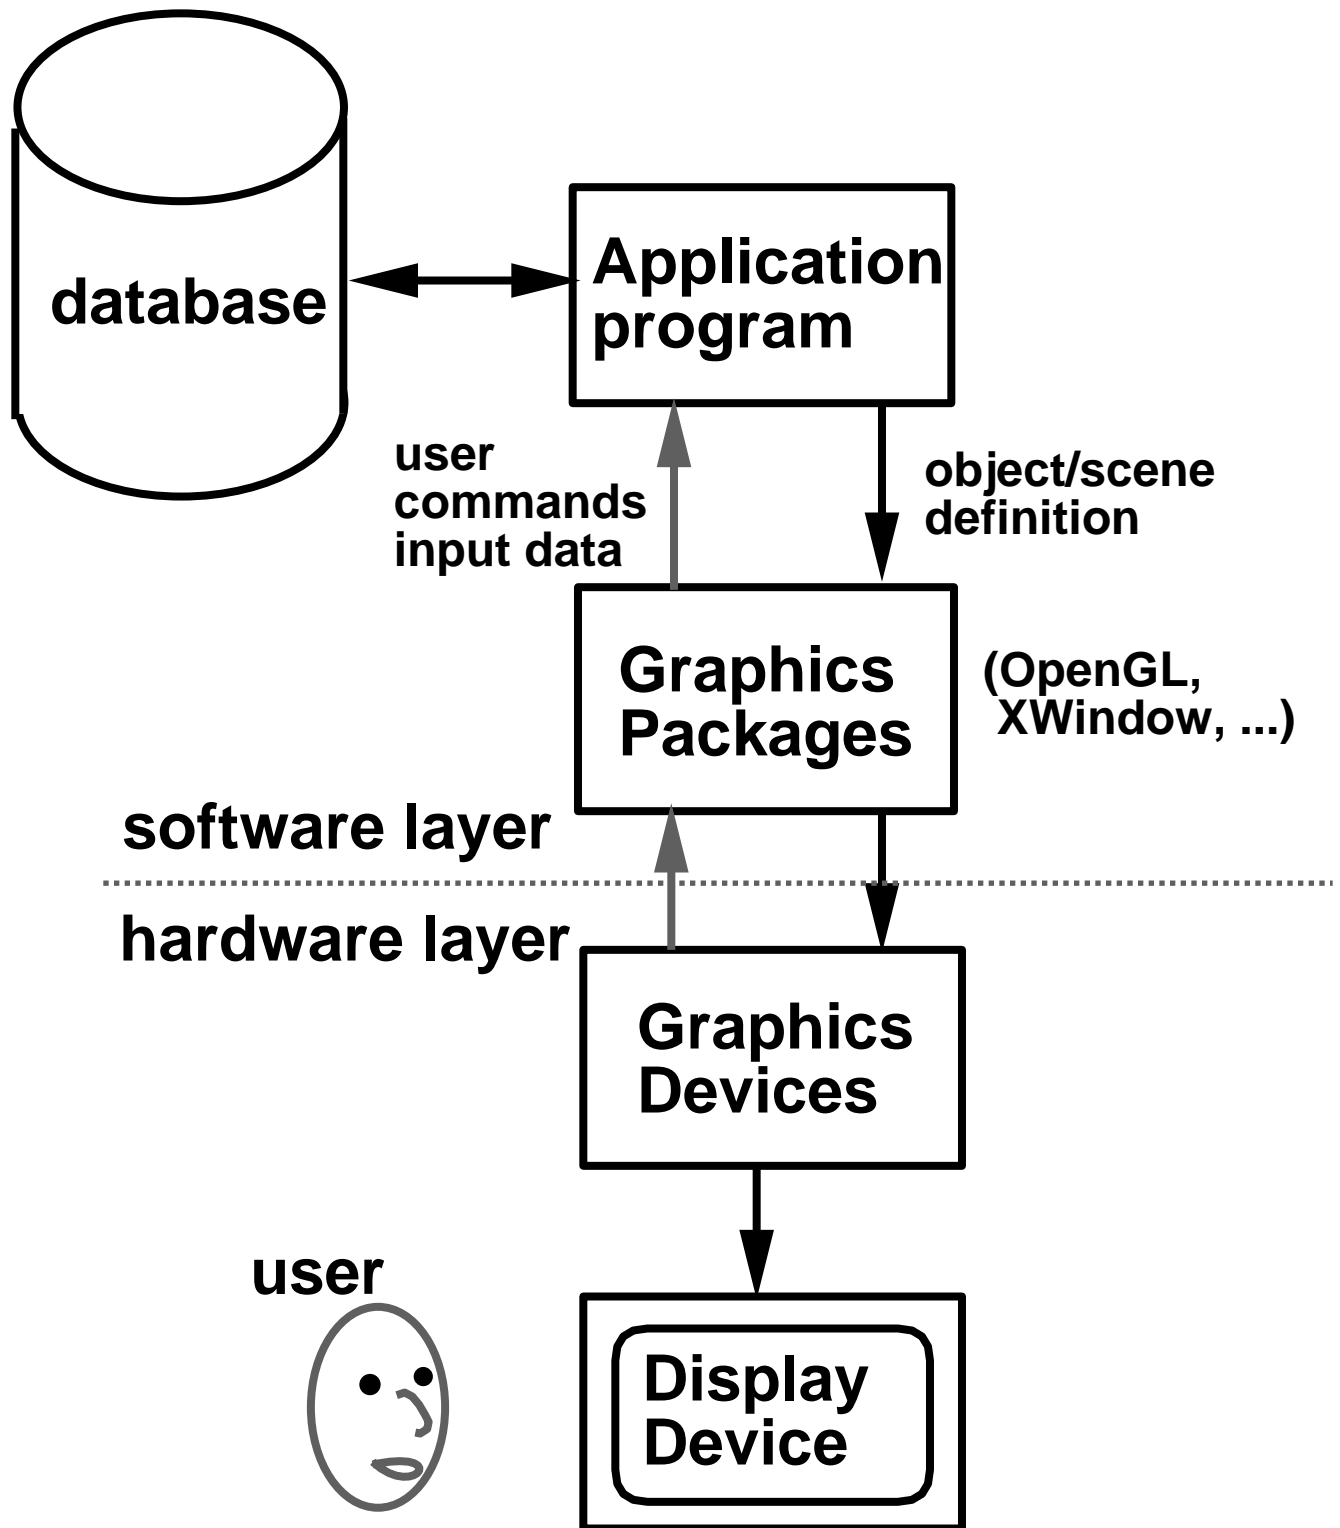 database
Application
program
user
commands
input data
object/scene
definition
Graphics
Packages
(OpenGL,
XWindow, ...)
software layer
hardware layer
Graphics
Devices
user
Display
Device